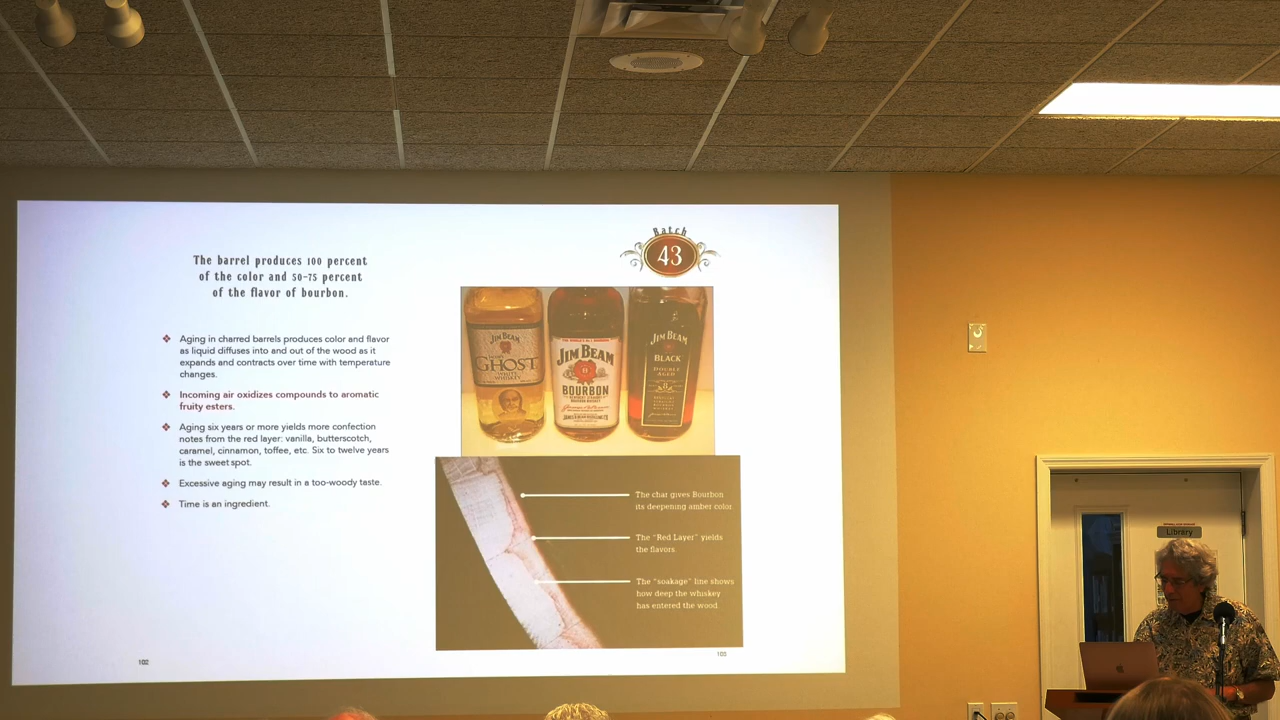 The barrel produces 100 percent
of the color and 50-75 percent
of the flavor of bourbon.
❖ Aging in charred barrels produces color and flavor
as liquid diffuses into and out of the wood as it
expands and contracts over time with temperature
changes.
❖ Incoming air oxidizes compounds to aromatic
fruity esters.
❖ Aging six years or more yields more confection
notes from the red layer: vanilla, butterscotch,
caramel, cinnamon, toffee, etc. Six to twelve years
is the sweet spot.
❖ Excessive aging may result in a too-woody taste.
❖ Time is an ingredient.
102
Batch
43
JIM BEAM
GHOST
WHITE
WHISKEY
JIM BEAM
BOURBON
JIM BEAM
BLACK
DOUBLE
AGED
8
The char gives Bourbon
its deepening amber color.
The "Red Layer" yields
the flavors.
The "soakage" line shows
how deep the whiskey
has entered the wood.
103
Library